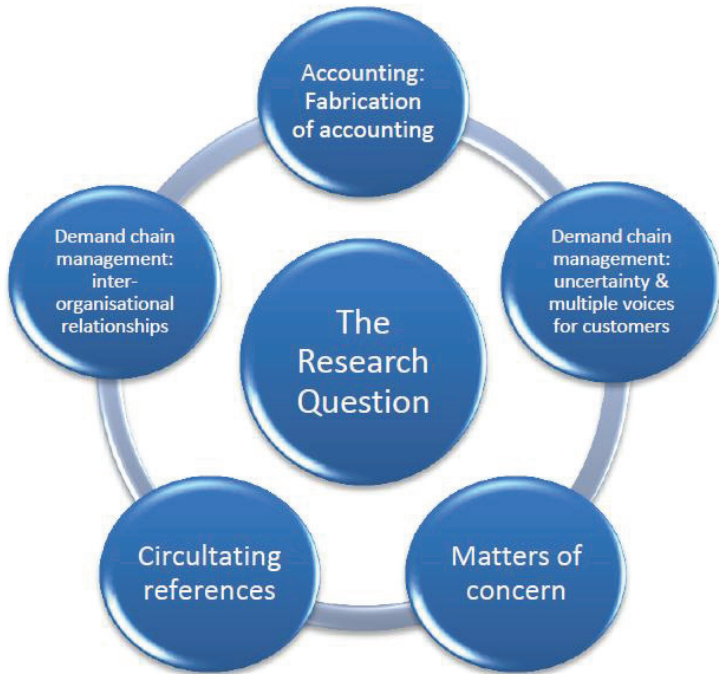 Accounting:
Fabrication
of accounting
Demand chain
management:
uncertainty &
multiple voices
for customers
Matters of
concern
Circultating
references
Demand chain
management:
inter-
organisational
relationships
The
Research
Question